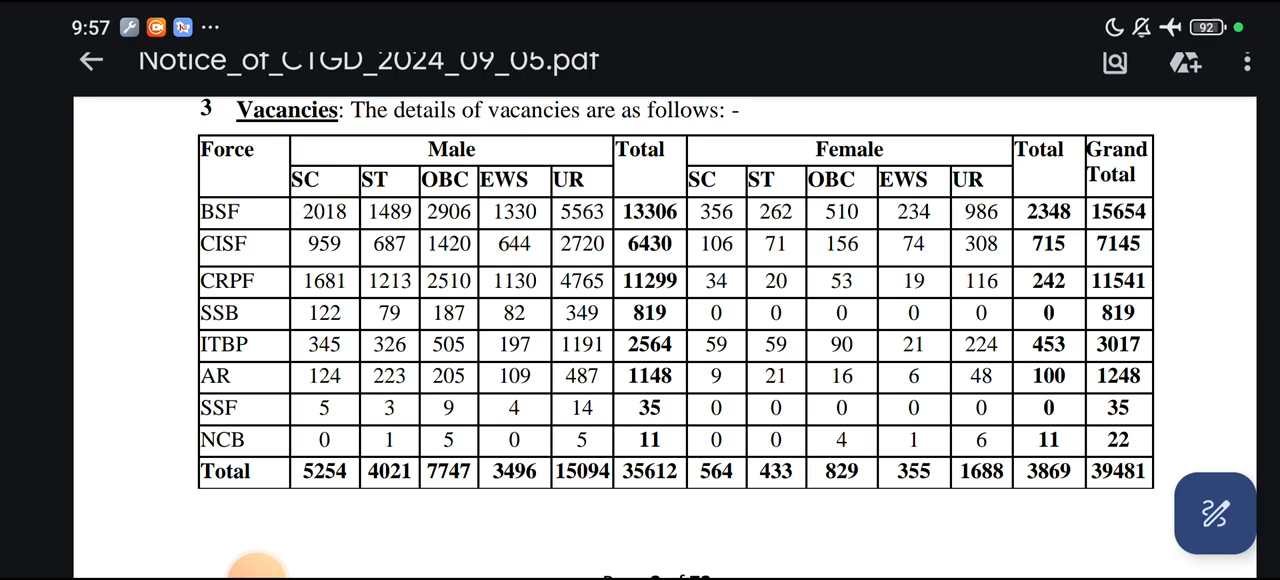 9:57 92
Notice_of_CTGD_2024_09_05.pdf
3 Vacancies: The details of vacancies are as follows: -
Force Male Total Female Total Grand Total
SC ST OBC EWS UR SC ST OBC EWS UR
BSF 2018 1489 2906 1330 5563 13306 356 262 510 234 986 2348 15654
CISF 959 687 1420 644 2720 6430 106 71 156 74 308 715 7145
CRPF 1681 1213 2510 1130 4765 11299 34 20 53 19 116 242 11541
SSB 122 79 187 82 349 819 0 0 0 0 0 0 819
ITBP 345 326 505 197 1191 2564 59 59 90 21 224 453 3017
AR 124 223 205 109 487 1148 9 21 16 6 48 100 1248
SSF 5 3 9 4 14 35 0 0 0 0 0 0 35
NCB 0 1 5 0 5 11 0 0 4 1 6 11 22
Total 5254 4021 7747 3496 15094 35612 564 433 829 355 1688 3869 39481